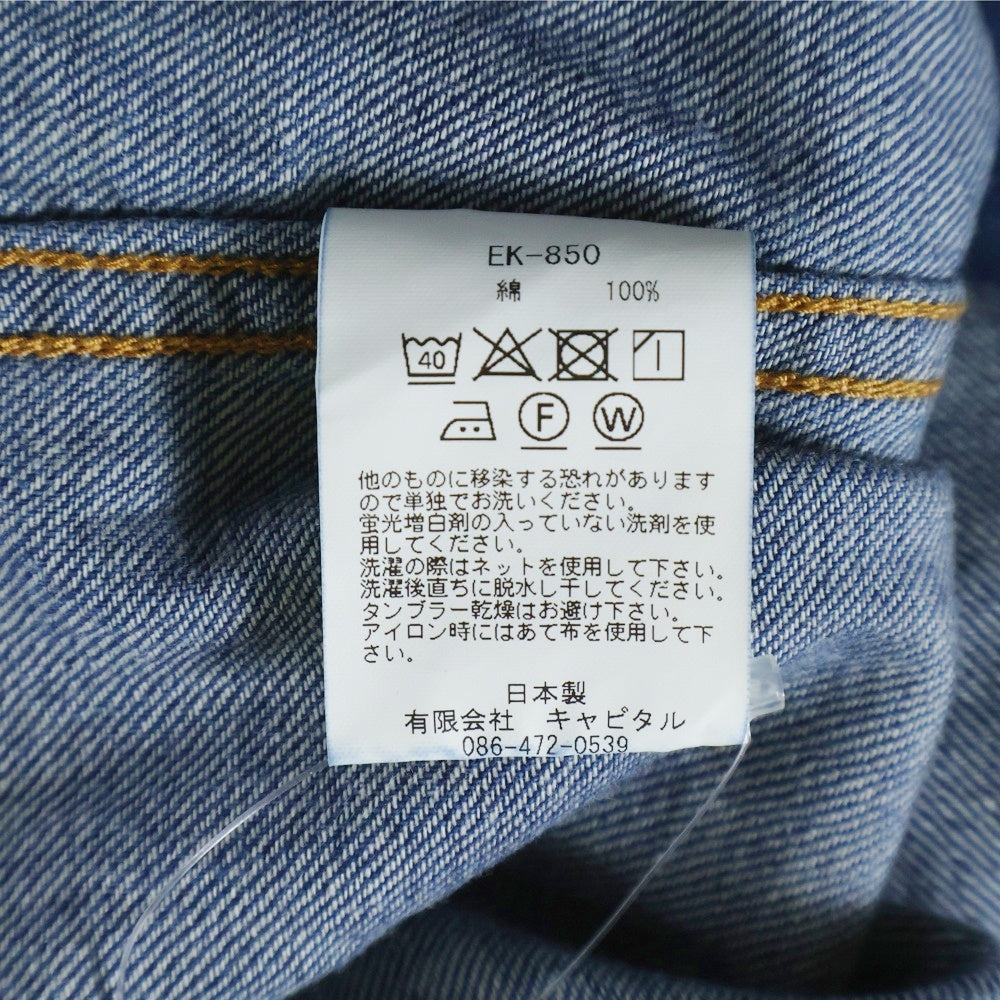 EK-850
綿 100%
40
F W
他のものに移染する恐れがあります
ので単独でお洗いください。
蛍光増白剤の入っていない洗剤を使
用してください。
洗濯の際はネットを使用して下さい。
洗濯後直ちに脱水し干してください。
タンブラー乾燥はお避け下さい。
アイロン時にはあて布を使用して下
さい。
日本製
有限会社 キャピタル
086-472-0539